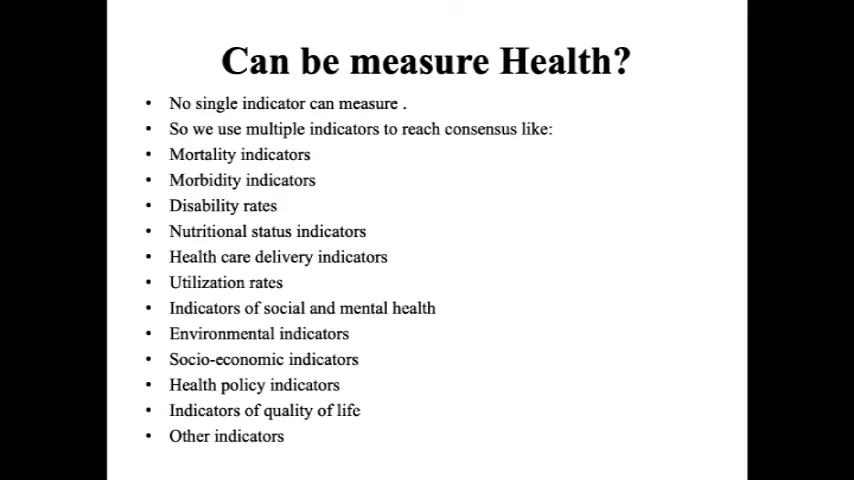 Can be measure Health?
• No single indicator can measure .
• So we use multiple indicators to reach consensus like:
• Mortality indicators
• Morbidity indicators
• Disability rates
• Nutritional status indicators
• Health care delivery indicators
• Utilization rates
• Indicators of social and mental health
• Environmental indicators
• Socio-economic indicators
• Health policy indicators
• Indicators of quality of life
• Other indicators